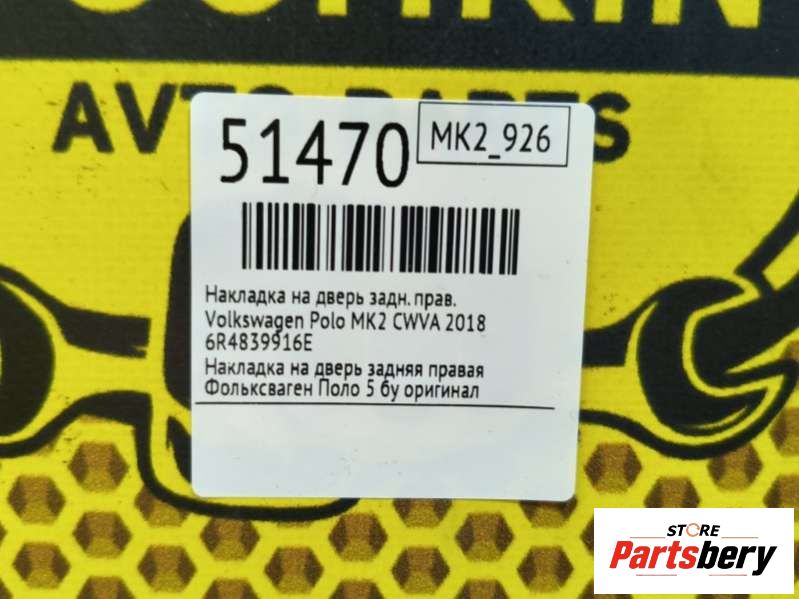 AVTO PARTS
51470
MK2_926
Накладка на дверь задн. прав.
Volkswagen Polo MK2 CWVA 2018
6R4839916E
Накладка на дверь задняя правая
Фольксваген Поло 5 бу оригинал
STORE
Partsbery